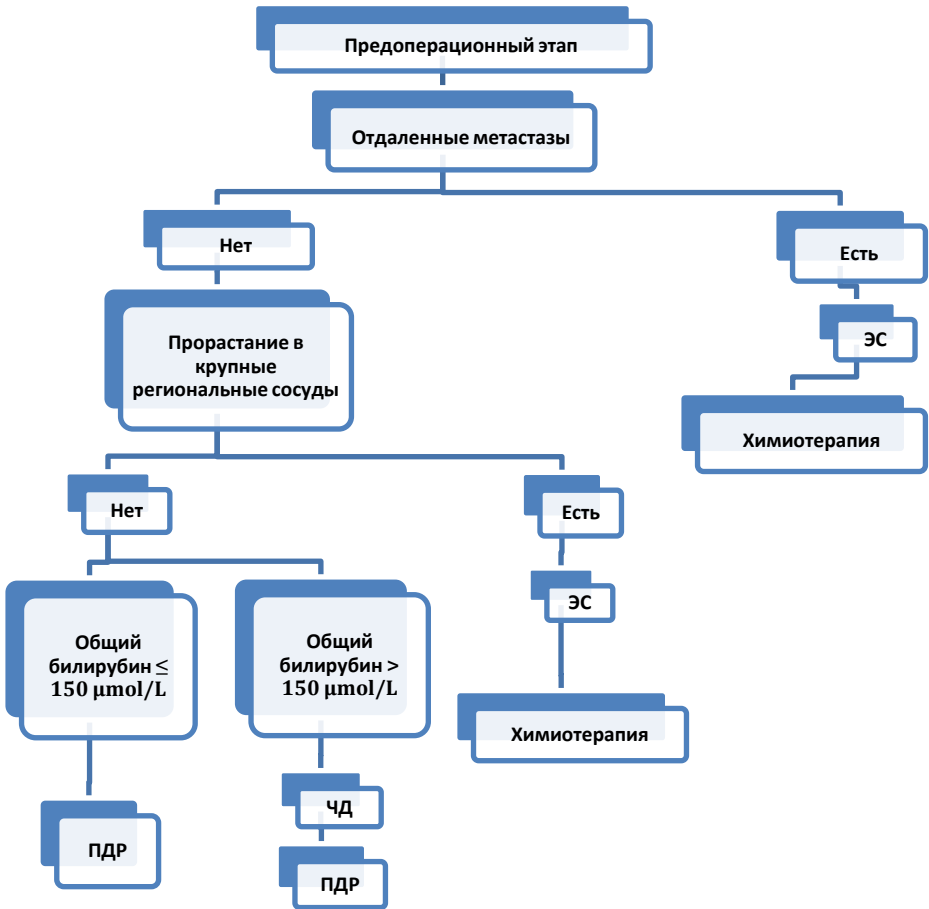 Предоперационный этап
Отдаленные метастазы
Нет
Есть
Прорастание в
крупные
региональные сосуды
ЭС
Химиотерапия
Нет
Есть
Общий
билирубин ≤
150 μmol/L
Общий
билирубин >
150 μmol/L
ЭС
Химиотерапия
ПДР
ЧД
ПДР